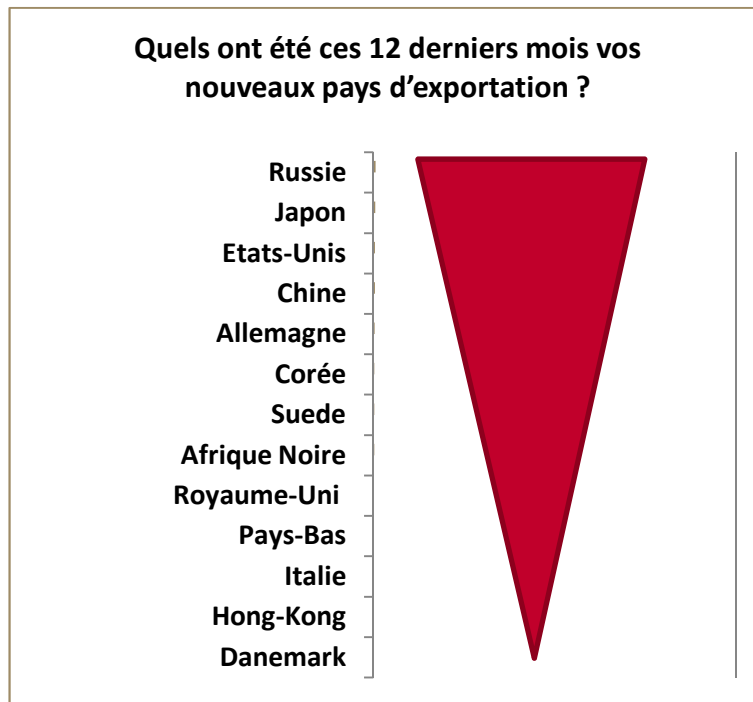 Quels ont été ces 12 derniers mois vos
nouveaux pays d’exportation ?
Russie
Japon
Etats-Unis
Chine
Allemagne
Corée
Suede
Afrique Noire
Royaume-Uni
Pays-Bas
Italie
Hong-Kong
Danemark